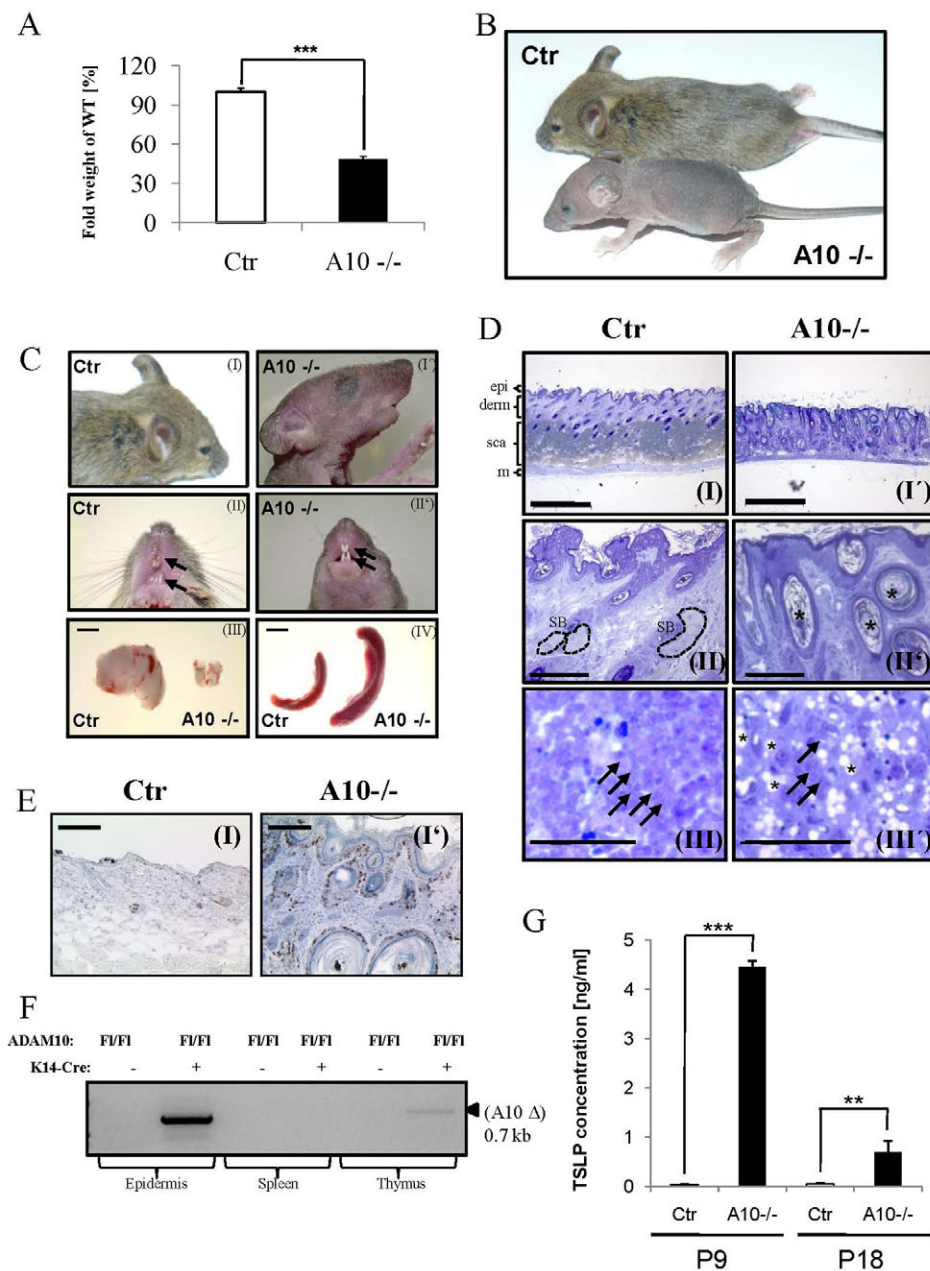 A
***
120
90
60
30
0
Fold weight of WT [%]
Ctr A10 -/-
B
Ctr
A10 -/-
C
Ctr (I) A10 -/- (I´)
Ctr (II) A10 -/- (II‘)
(III) (IV)
Ctr A10 -/- Ctr A10 -/-
D
Ctr A10-/-
epi
derm
sca
m
(I) (I´)
SB SB
* * *
(II) (II‘)
* * * *
(III) (III´)
E
Ctr A10-/-
(I) (I‘)
F
ADAM10: Fl/Fl Fl/Fl Fl/Fl Fl/Fl Fl/Fl Fl/Fl
K14-Cre: - + - + - +
(A10 Δ)
0.7 kb
Epidermis Spleen Thymus
G
TSLP concentration [ng/ml]
5
4
3
2
1
0
***
**
Ctr A10-/- Ctr A10-/-
P9 P18